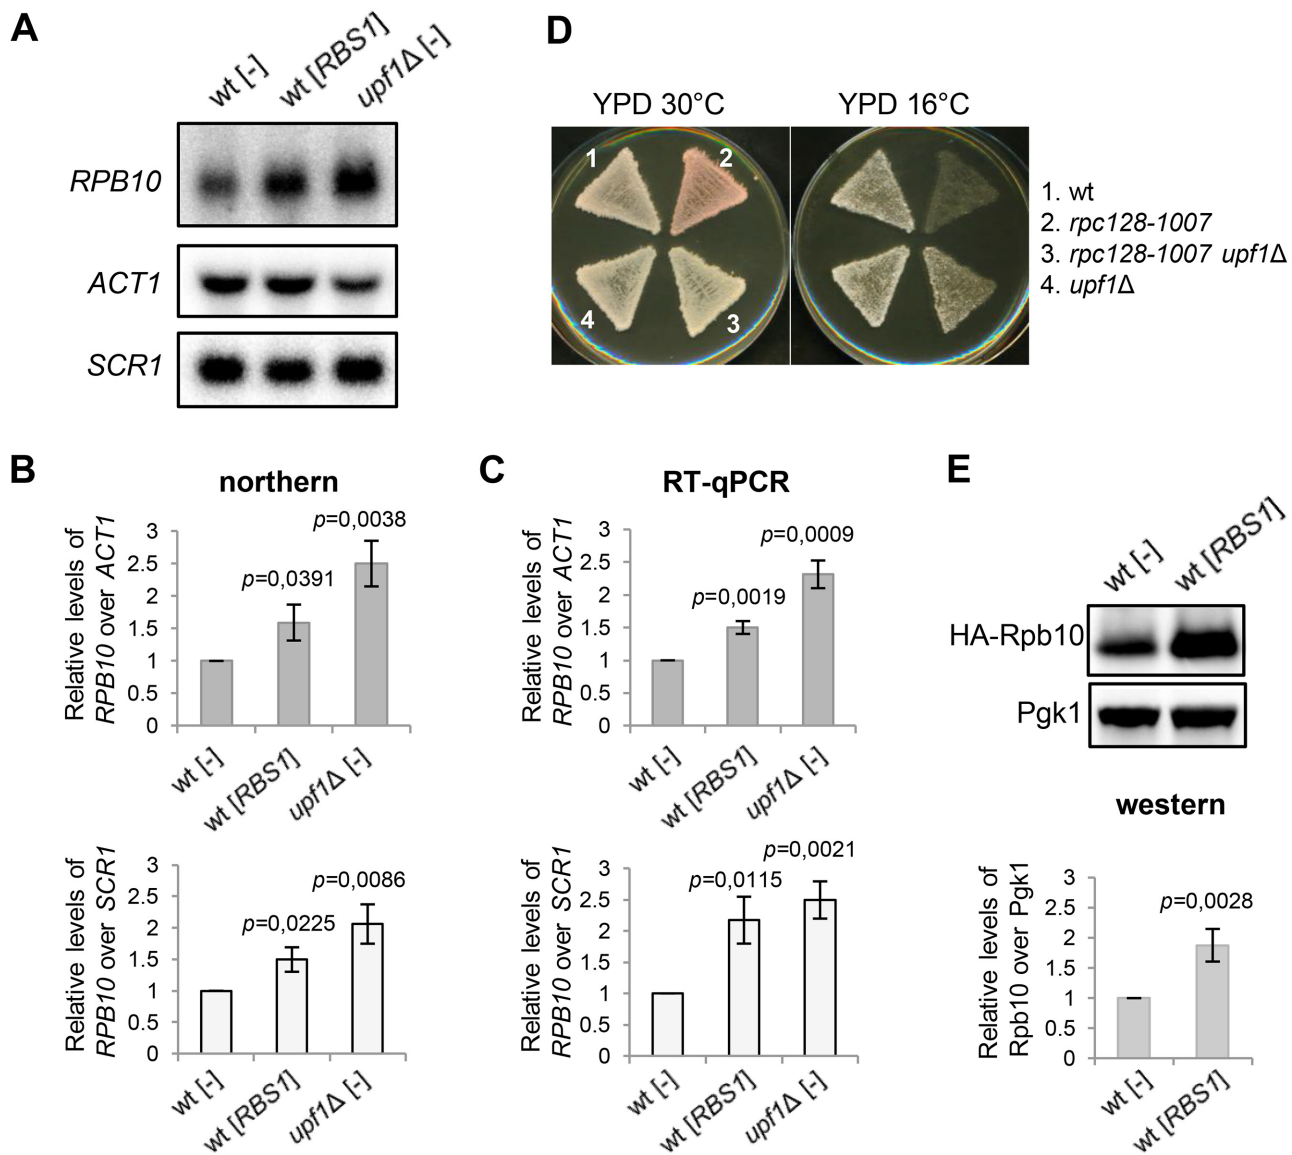 A
wt [-]
wt [RBS1]
upf1Δ [-]
RPB10
ACT1
SCR1
D
YPD 30°C
YPD 16°C
1
2
4
3
1. wt
2. rpc128-1007
3. rpc128-1007 upf1Δ
4. upf1Δ
B
northern
Relative levels of
RPB10 over ACT1
3
2.5
2
1.5
1
0.5
0
p=0,0391
p=0,0038
wt [-]
wt [RBS1]
upf1Δ [-]
Relative levels of
RPB10 over SCR1
3
2.5
2
1.5
1
0.5
0
p=0,0225
p=0,0086
wt [-]
wt [RBS1]
upf1Δ [-]
C
RT-qPCR
Relative levels of
RPB10 over ACT1
3
2.5
2
1.5
1
0.5
0
p=0,0019
p=0,0009
wt [-]
wt [RBS1]
upf1Δ [-]
Relative levels of
RPB10 over SCR1
3
2.5
2
1.5
1
0.5
0
p=0,0115
p=0,0021
wt [-]
wt [RBS1]
upf1Δ [-]
E
wt [-]
wt [RBS1]
HA-Rpb10
Pgk1
western
Relative levels of
Rpb10 over Pgk1
3
2.5
2
1.5
1
0.5
0
p=0,0028
wt [-]
wt [RBS1]